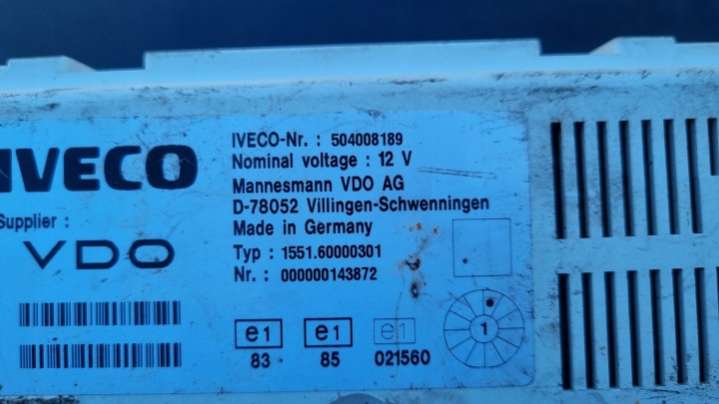 IVECO
Supplier :
VDO
IVECO-Nr. : 504008189
Nominal voltage : 12 V
Mannesmann VDO AG
D-78052 Villingen-Schwenningen
Made in Germany
Typ : 1551.60000301
Nr. : 000000143872
e1 e1 e1 1
83 85 021560